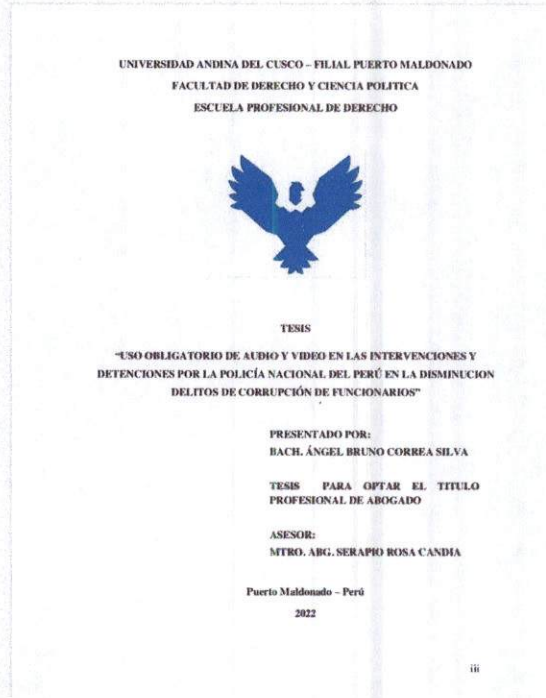 UNIVERSIDAD ANDINA DEL CUSCO – FILIAL PUERTO MALDONADO
FACULTAD DE DERECHO Y CIENCIA POLITICA
ESCUELA PROFESIONAL DE DERECHO
TESIS
“USO OBLIGATORIO DE AUDIO Y VIDEO EN LAS INTERVENCIONES Y
DETENCIONES POR LA POLICÍA NACIONAL DEL PERÚ EN LA DISMINUCION
DELITOS DE CORRUPCIÓN DE FUNCIONARIOS”
PRESENTADO POR:
BACH. ÁNGEL BRUNO CORREA SILVA
TESIS PARA OPTAR EL TITULO
PROFESIONAL DE ABOGADO
ASESOR:
MTRO. ABG. SERAPIO ROSA CANDIA
Puerto Maldonado – Perú
2022
iii